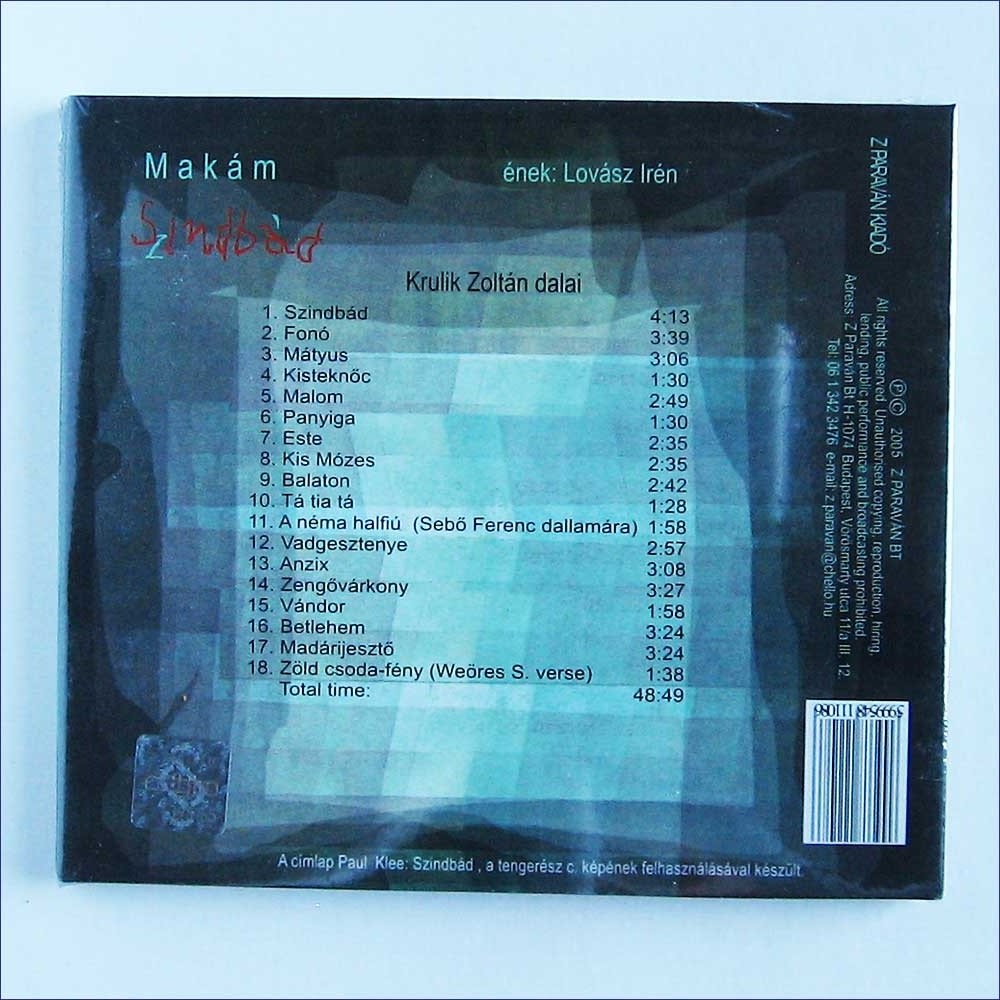 Makám
ének: Lovász Irén
Szindbád
Krulik Zoltán dalai
1. Szindbád 4:13
2. Fonó 3:39
3. Mátyus 3:06
4. Kisteknőc 1:30
5. Malom 2:49
6. Panyiga 1:30
7. Este 2:35
8. Kis Mózes 2:35
9. Balaton 2:42
10. Tá tia tá 1:28
11. A néma halfiú (Sebő Ferenc dallamára) 1:58
12. Vadgesztenye 2:57
13. Anzix 3:08
14. Zengővárkony 3:27
15. Vándor 1:58
16. Betlehem 3:24
17. Madárijesztő 3:24
18. Zöld csoda-fény (Weöres S. verse) 1:38
Total time: 48:49
A címlap Paul Klee: Szindbád , a tengerész c. képének felhasználásával készült.
Z PARAVÁN KIADÓ
℗© 2005 Z PARAVÁN BT
All rights reserved. Unauthorised copying, reproduction, hiring,
lending, public performance and broadcasting prohibited.
Adress: Z Paraván Bt H-1074 Budapest, Vörösmarty utca 11/a III. 12.
Tel: 06 1 342 3476 e-mail: z.paravan@chello.hu
5999548 111086